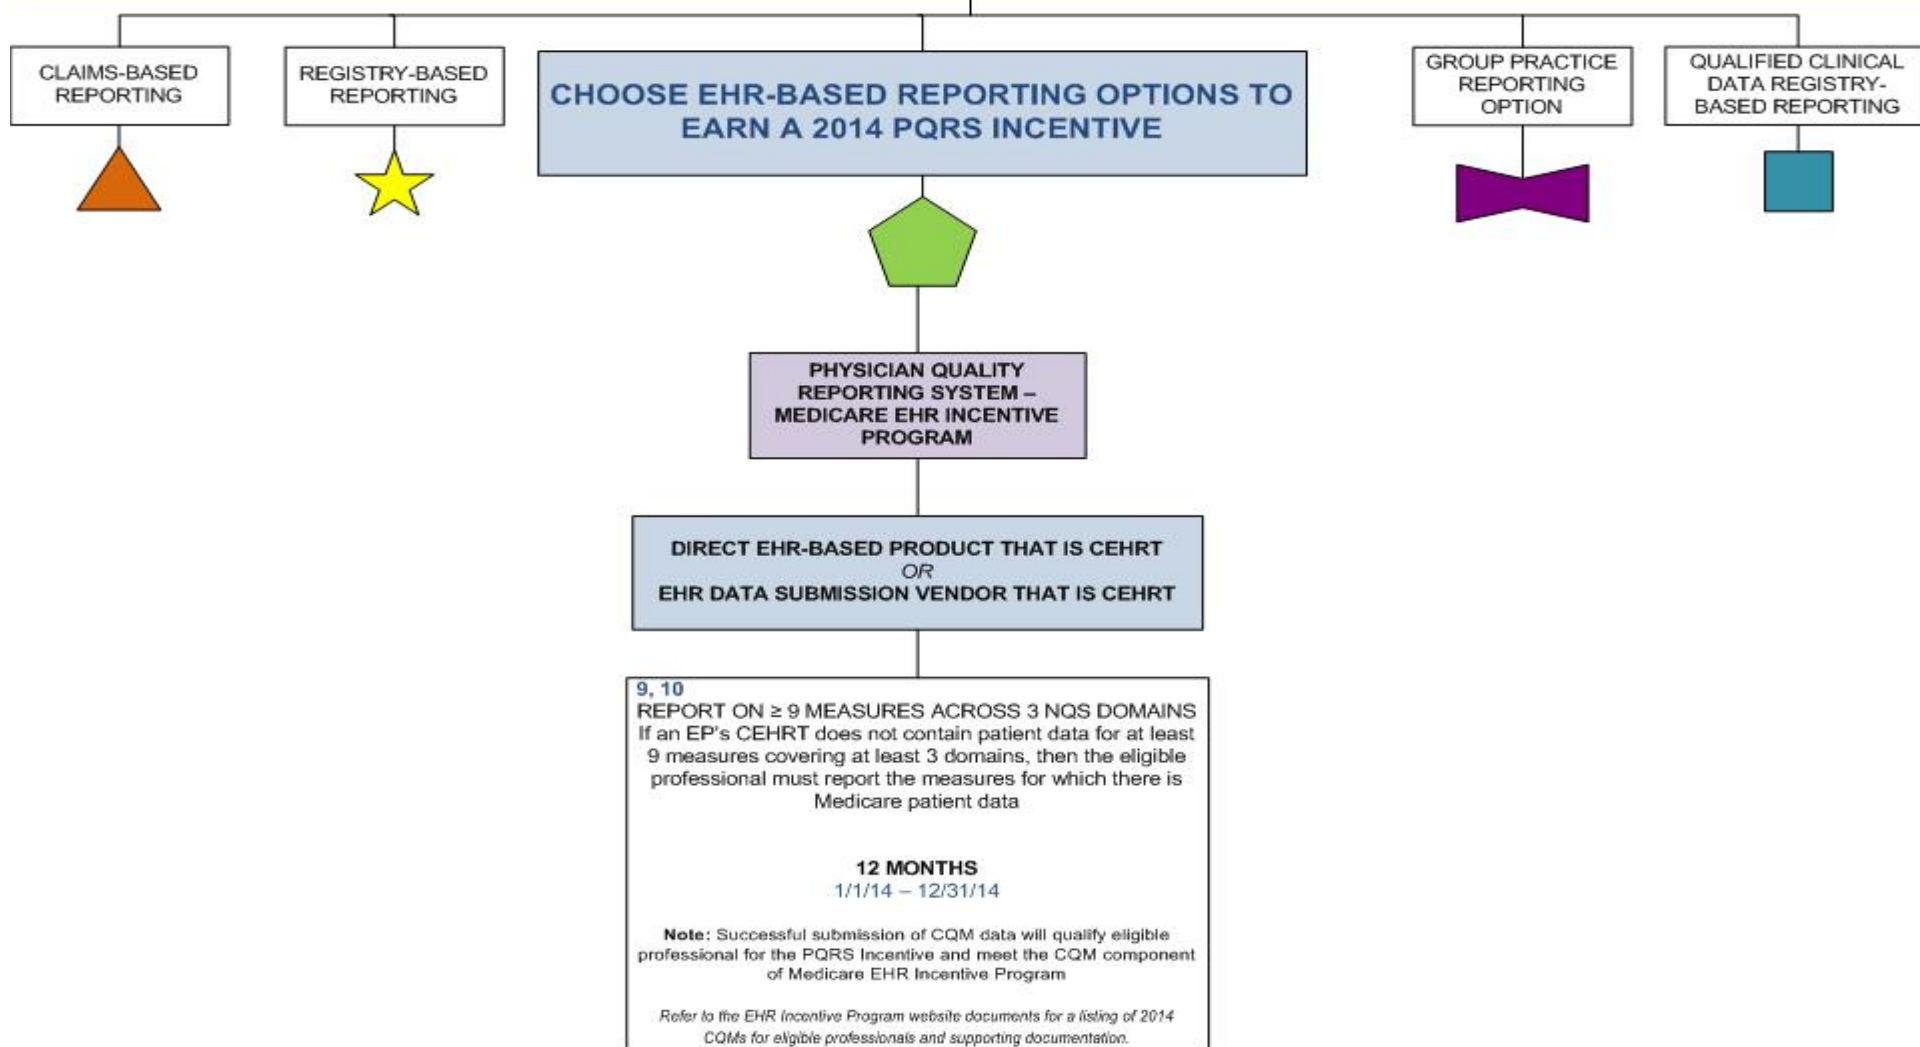 CLAIMS-BASED
REPORTING
REGISTRY-BASED
REPORTING
CHOOSE EHR-BASED REPORTING OPTIONS TO
EARN A 2014 PQRS INCENTIVE
GROUP PRACTICE
REPORTING
OPTION
QUALIFIED CLINICAL
DATA REGISTRY-
BASED REPORTING
PHYSICIAN QUALITY
REPORTING SYSTEM –
MEDICARE EHR INCENTIVE
PROGRAM
DIRECT EHR-BASED PRODUCT THAT IS CEHRT
OR
EHR DATA SUBMISSION VENDOR THAT IS CEHRT
9, 10
REPORT ON ≥ 9 MEASURES ACROSS 3 NQS DOMAINS
If an EP's CEHRT does not contain patient data for at least
9 measures covering at least 3 domains, then the eligible
professional must report the measures for which there is
Medicare patient data
12 MONTHS
1/1/14 – 12/31/14
Note: Successful submission of CQM data will qualify eligible
professional for the PQRS Incentive and meet the CQM component
of Medicare EHR Incentive Program
Refer to the EHR Incentive Program website documents for a listing of 2014
CQMs for eligible professionals and supporting documentation.